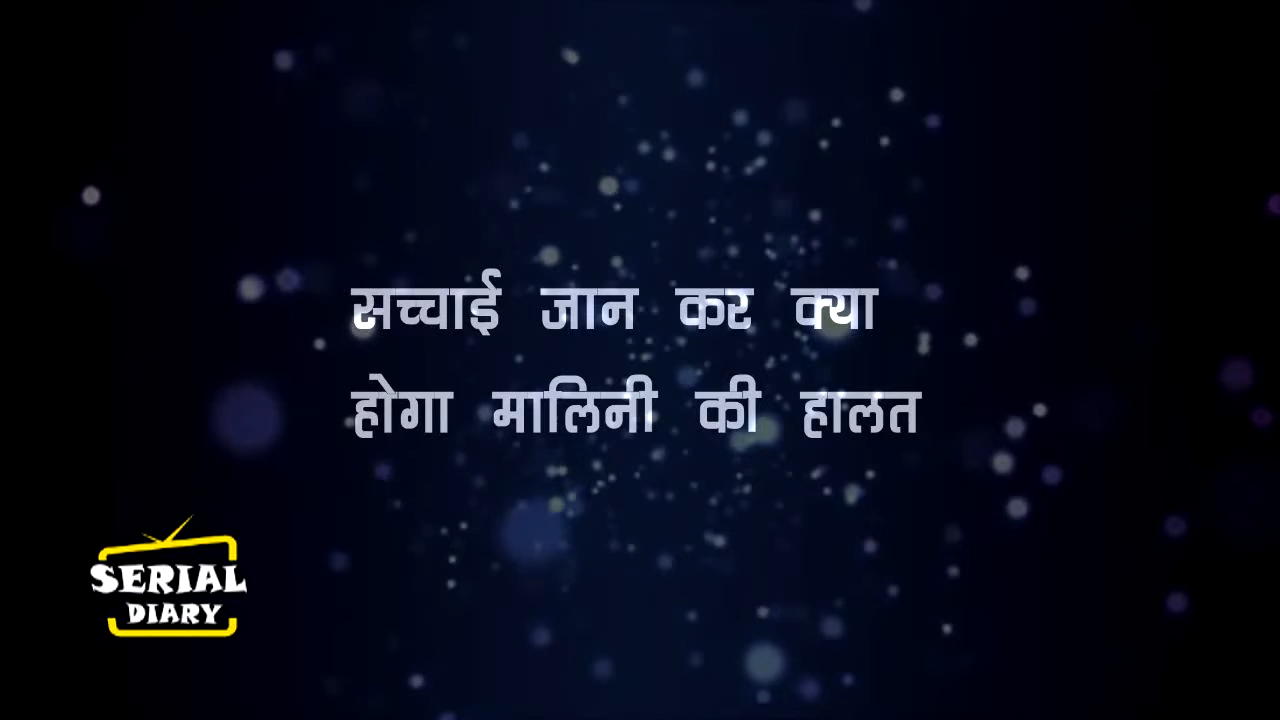 सच्चाई जान कर क्या
होगा मालिनी की हालत
SERIAL
DIARY